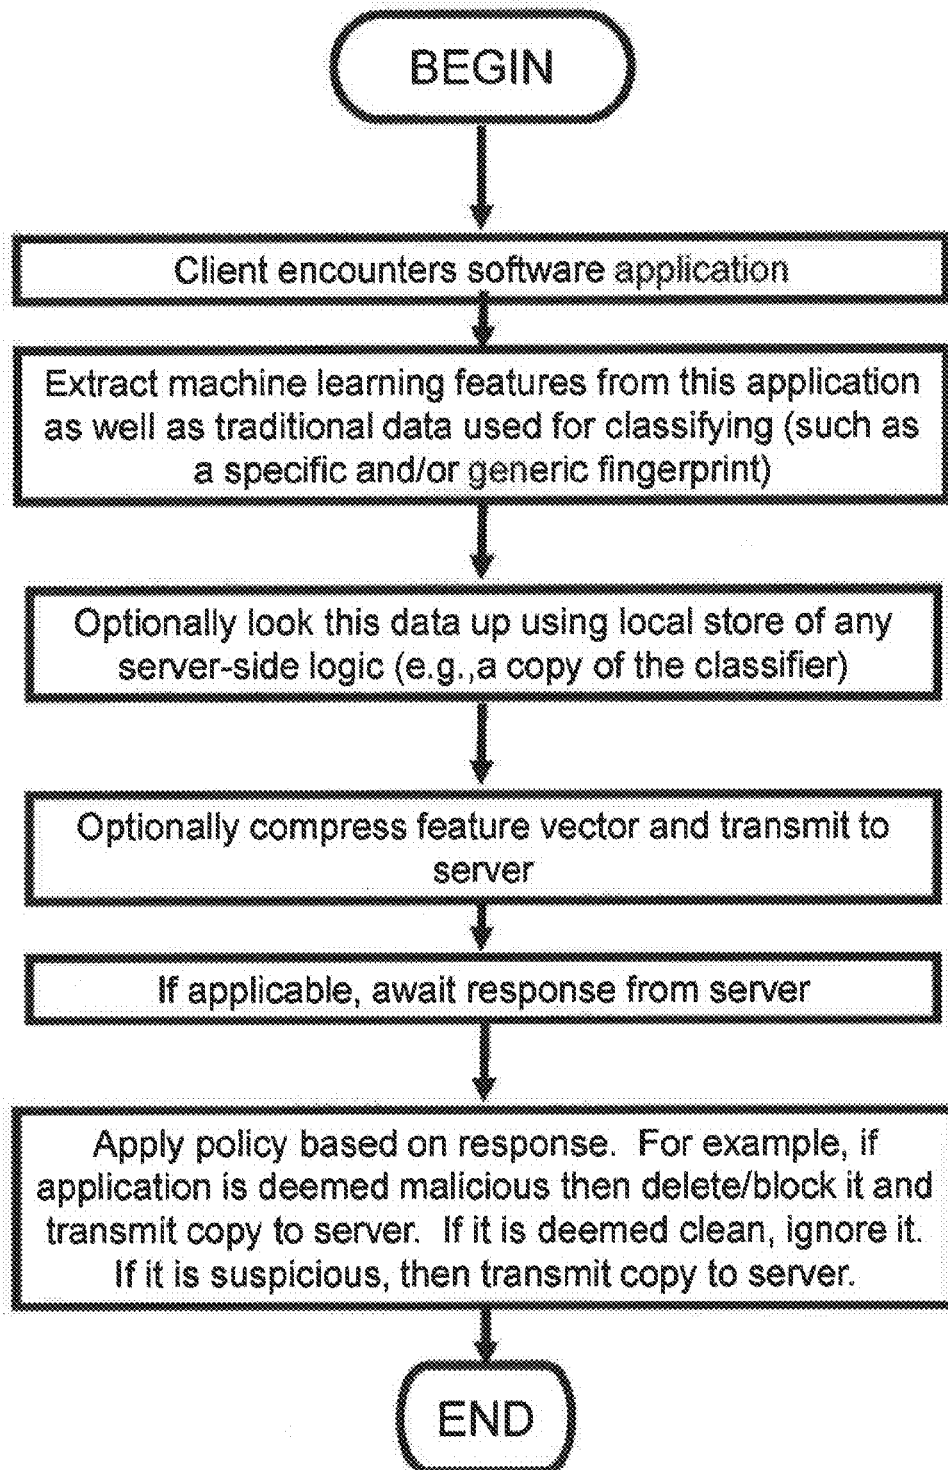 BEGIN
Client encounters software application
Extract machine learning features from this application
as well as traditional data used for classifying (such as
a specific and/or generic fingerprint)
Optionally look this data up using local store of any
server-side logic (e.g.,a copy of the classifier)
Optionally compress feature vector and transmit to
server
If applicable, await response from server
Apply policy based on response. For example, if
application is deemed malicious then delete/block it and
transmit copy to server. If it is deemed clean, ignore it.
If it is suspicious, then transmit copy to server.
END